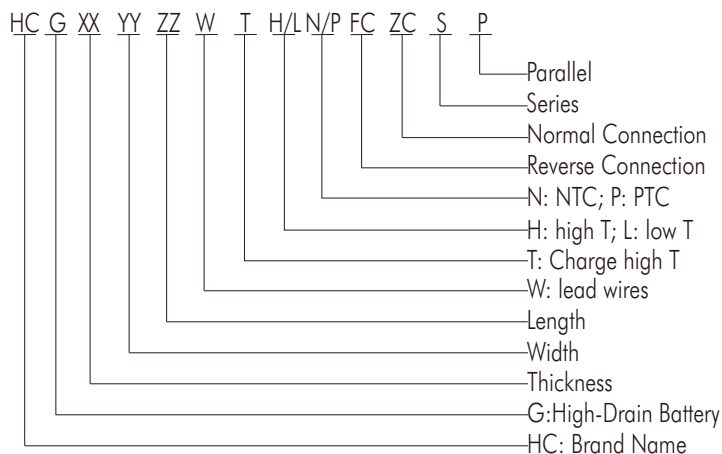 HC G XX YY ZZ W T H/L N/P FC ZC S P
Parallel
Series
Normal Connection
Reverse Connection
N: NTC; P: PTC
H: high T; L: low T
T: Charge high T
W: lead wires
Length
Width
Thickness
G:High-Drain Battery
HC: Brand Name